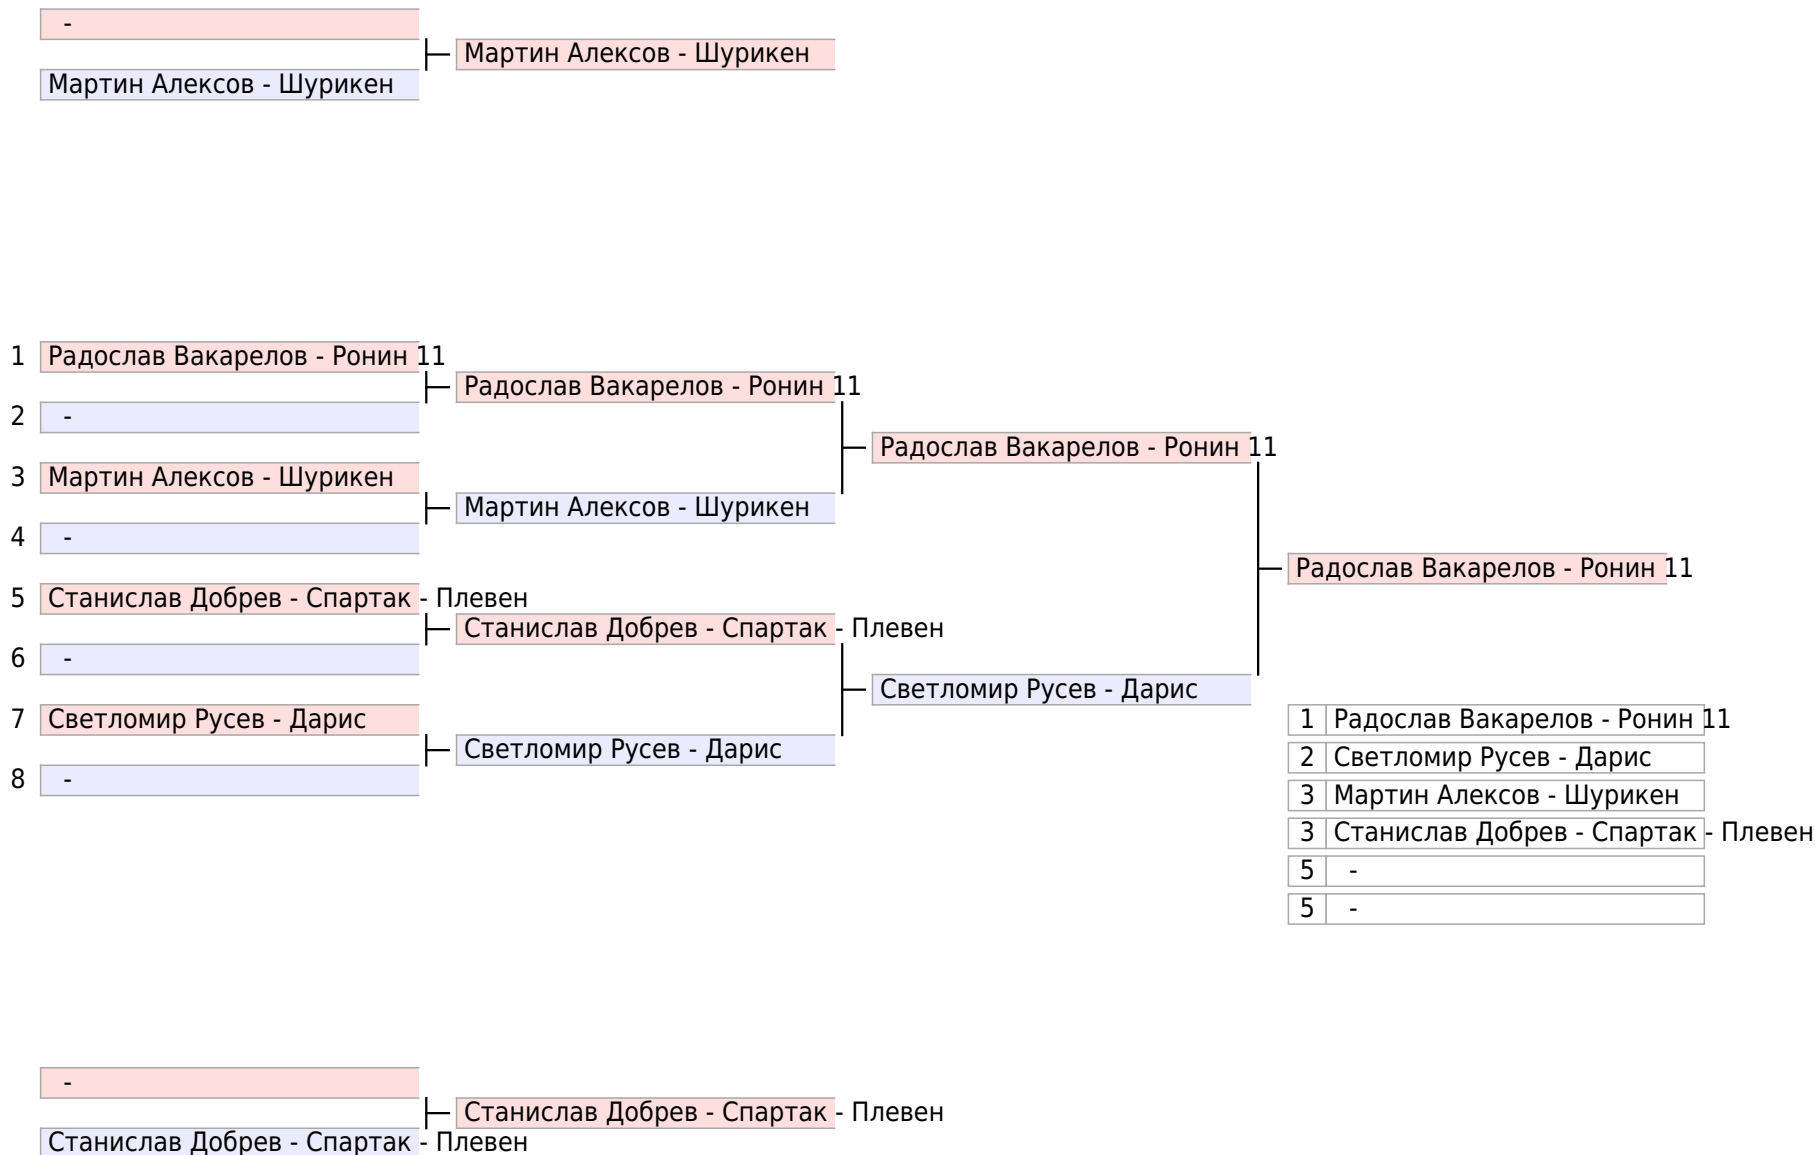 -
Мартин Алексов - Шурикен
Мартин Алексов - Шурикен
1 Радослав Вакарелов - Ронин 11
Радослав Вакарелов - Ронин 11
2 -
Радослав Вакарелов - Ронин 11
3 Мартин Алексов - Шурикен
Мартин Алексов - Шурикен
4 -
Радослав Вакарелов - Ронин 11
5 Станислав Добрев - Спартак - Плевен
Станислав Добрев - Спартак - Плевен
6 -
Светломир Русев - Дарис
7 Светломир Русев - Дарис
1 Радослав Вакарелов - Ронин 11
Светломир Русев - Дарис
2 Светломир Русев - Дарис
8 -
3 Мартин Алексов - Шурикен
3 Станислав Добрев - Спартак - Плевен
5 -
5 -
-
Станислав Добрев - Спартак - Плевен
Станислав Добрев - Спартак - Плевен